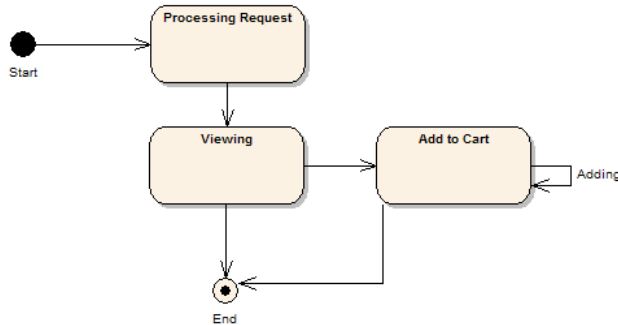 Processing Request
Start
Viewing
Add to Cart
Adding
End